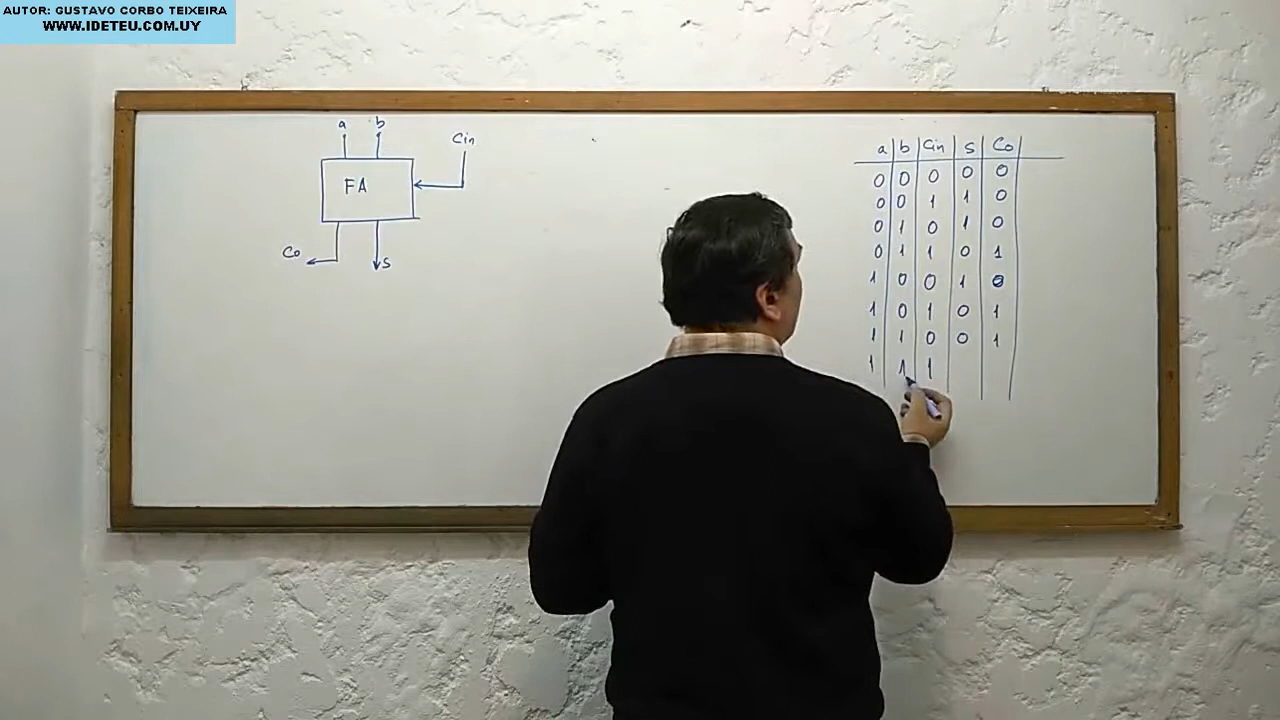 AUTOR: GUSTAVO CORBO TEIXEIRA
WWW.IDETEU.COM.UY
a b
Cin
FA
Co
S
a b Cin S Co
0 0 0 0 0
0 0 1 1 0
0 1 0 1 0
0 1 1 0 1
1 0 0 1 0
1 0 1 0 1
1 1 0 0 1
1 1 1